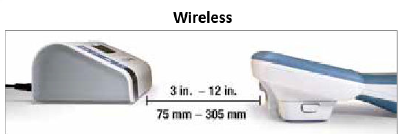 Wireless
3 in. – 12 in.
75 mm – 305 mm